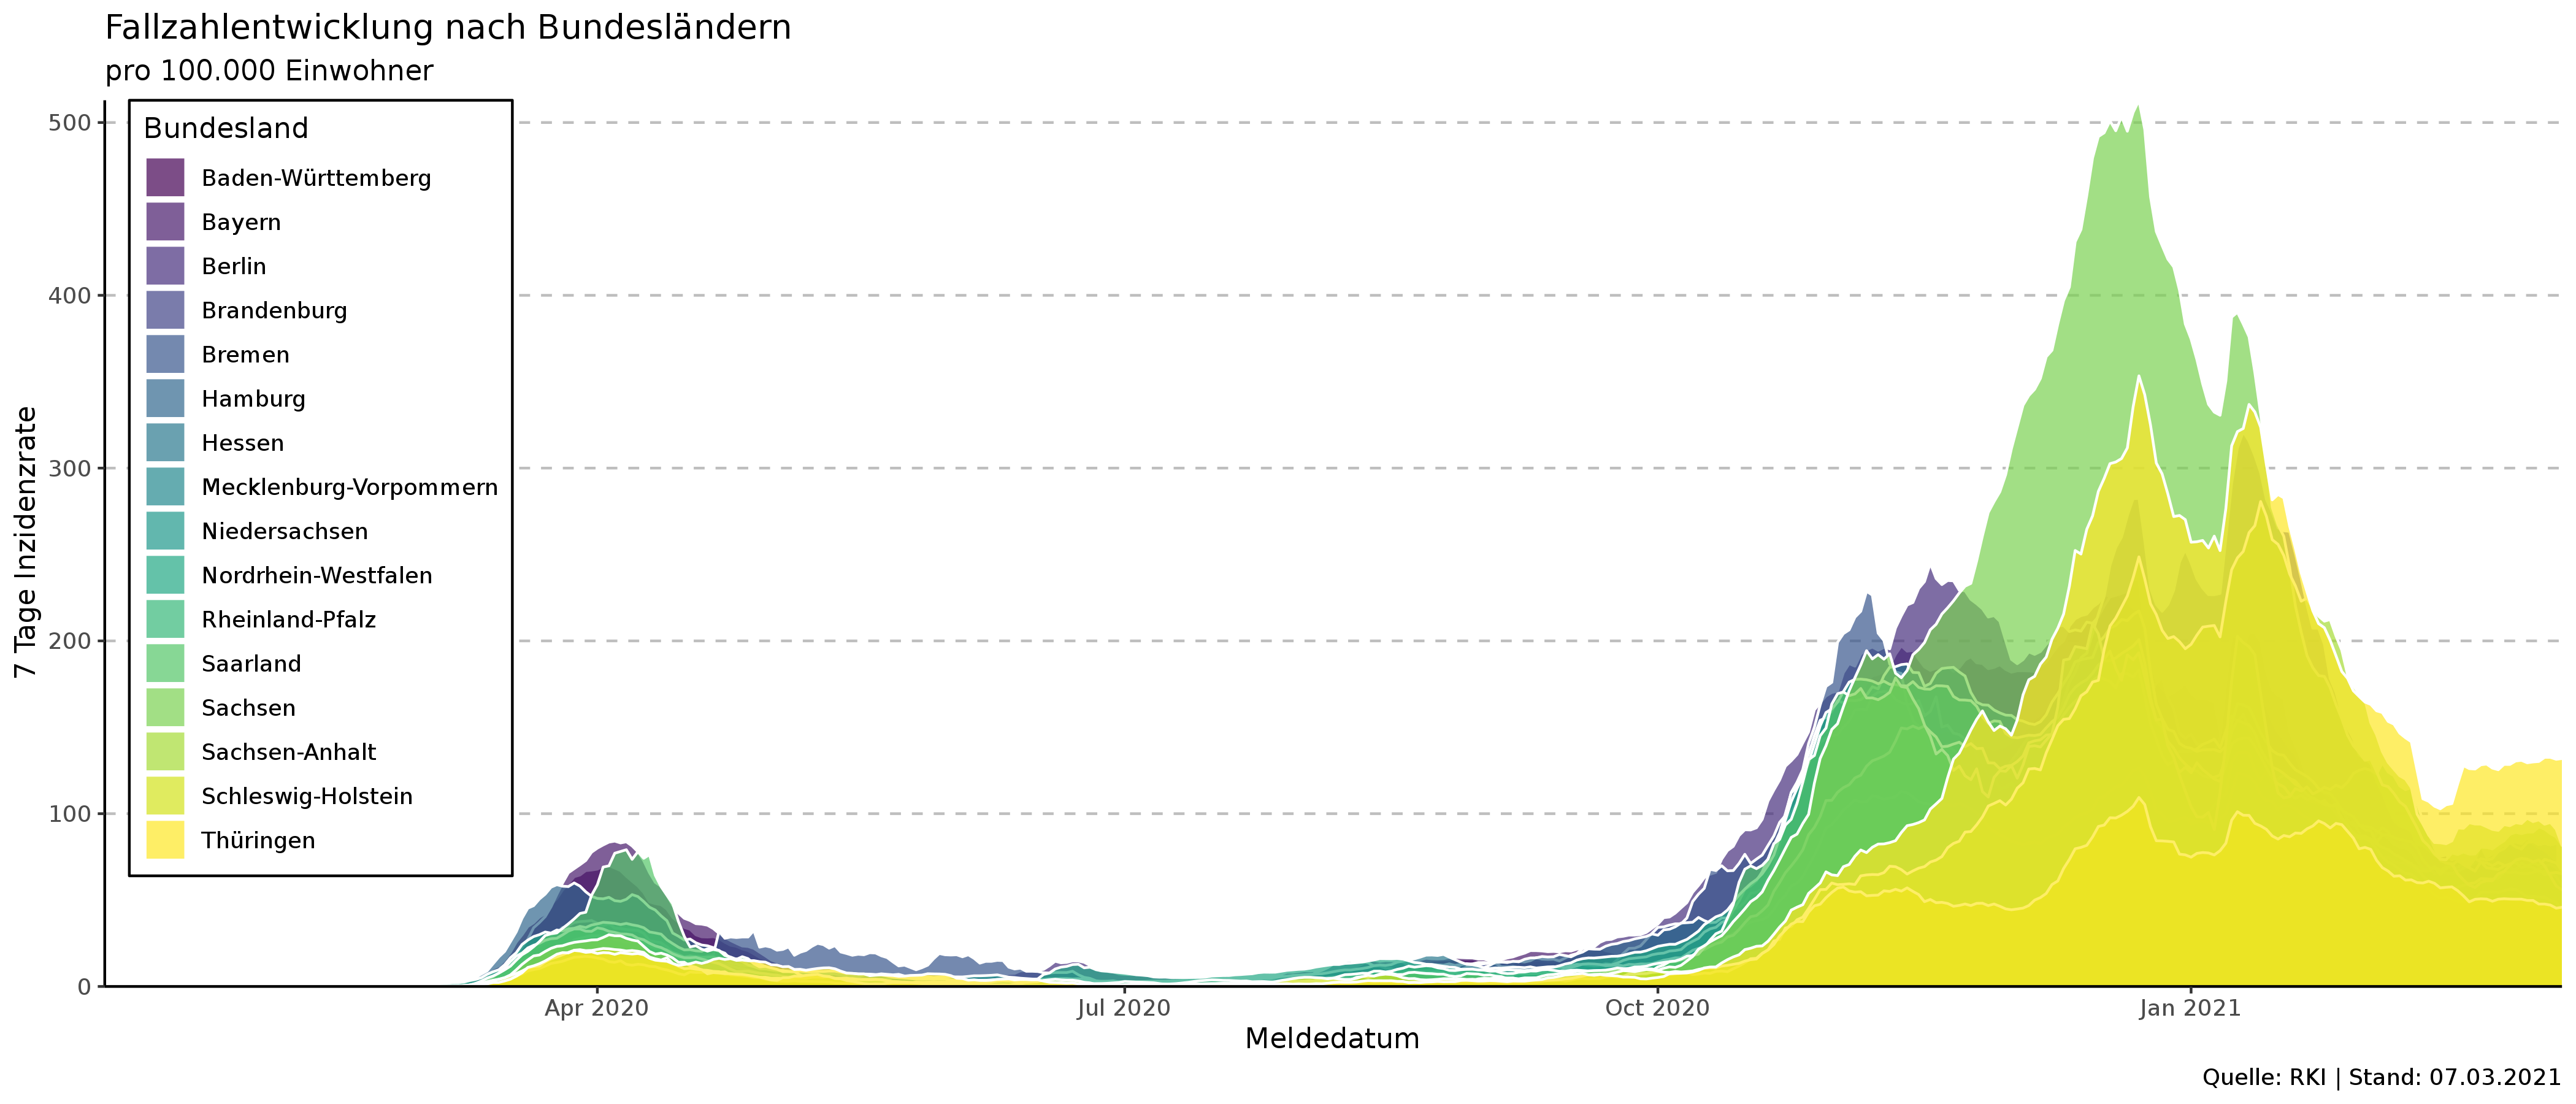 Fallzahlentwicklung nach Bundesländern
pro 100.000 Einwohner
Bundesland
Baden-Württemberg
Bayern
Berlin
Brandenburg
Bremen
Hamburg
Hessen
Mecklenburg-Vorpommern
Niedersachsen
Nordrhein-Westfalen
Rheinland-Pfalz
Saarland
Sachsen
Sachsen-Anhalt
Schleswig-Holstein
Thüringen
7 Tage Inzidenzrate
500
400
300
200
100
0
Apr 2020
Jul 2020
Oct 2020
Jan 2021
Meldedatum
Quelle: RKI | Stand: 07.03.2021